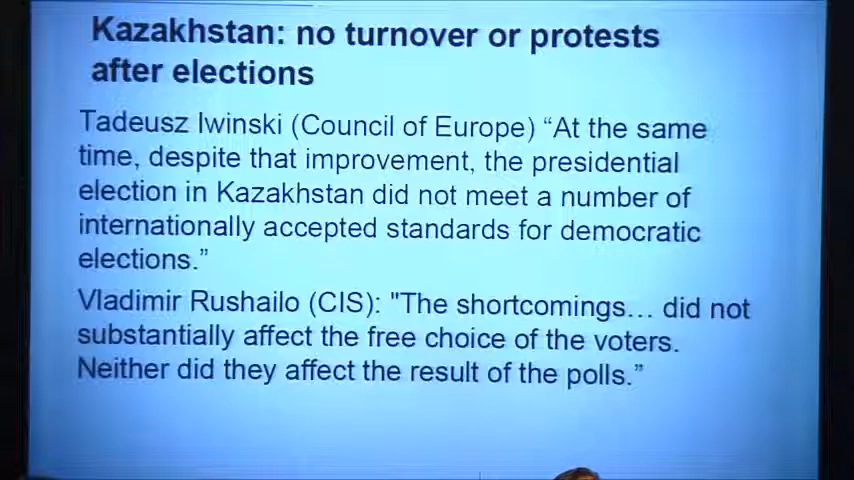 Kazakhstan: no turnover or protests
after elections
Tadeusz Iwinski (Council of Europe) “At the same
time, despite that improvement, the presidential
election in Kazakhstan did not meet a number of
internationally accepted standards for democratic
elections.”
Vladimir Rushailo (CIS): "The shortcomings… did not
substantially affect the free choice of the voters.
Neither did they affect the result of the polls.”